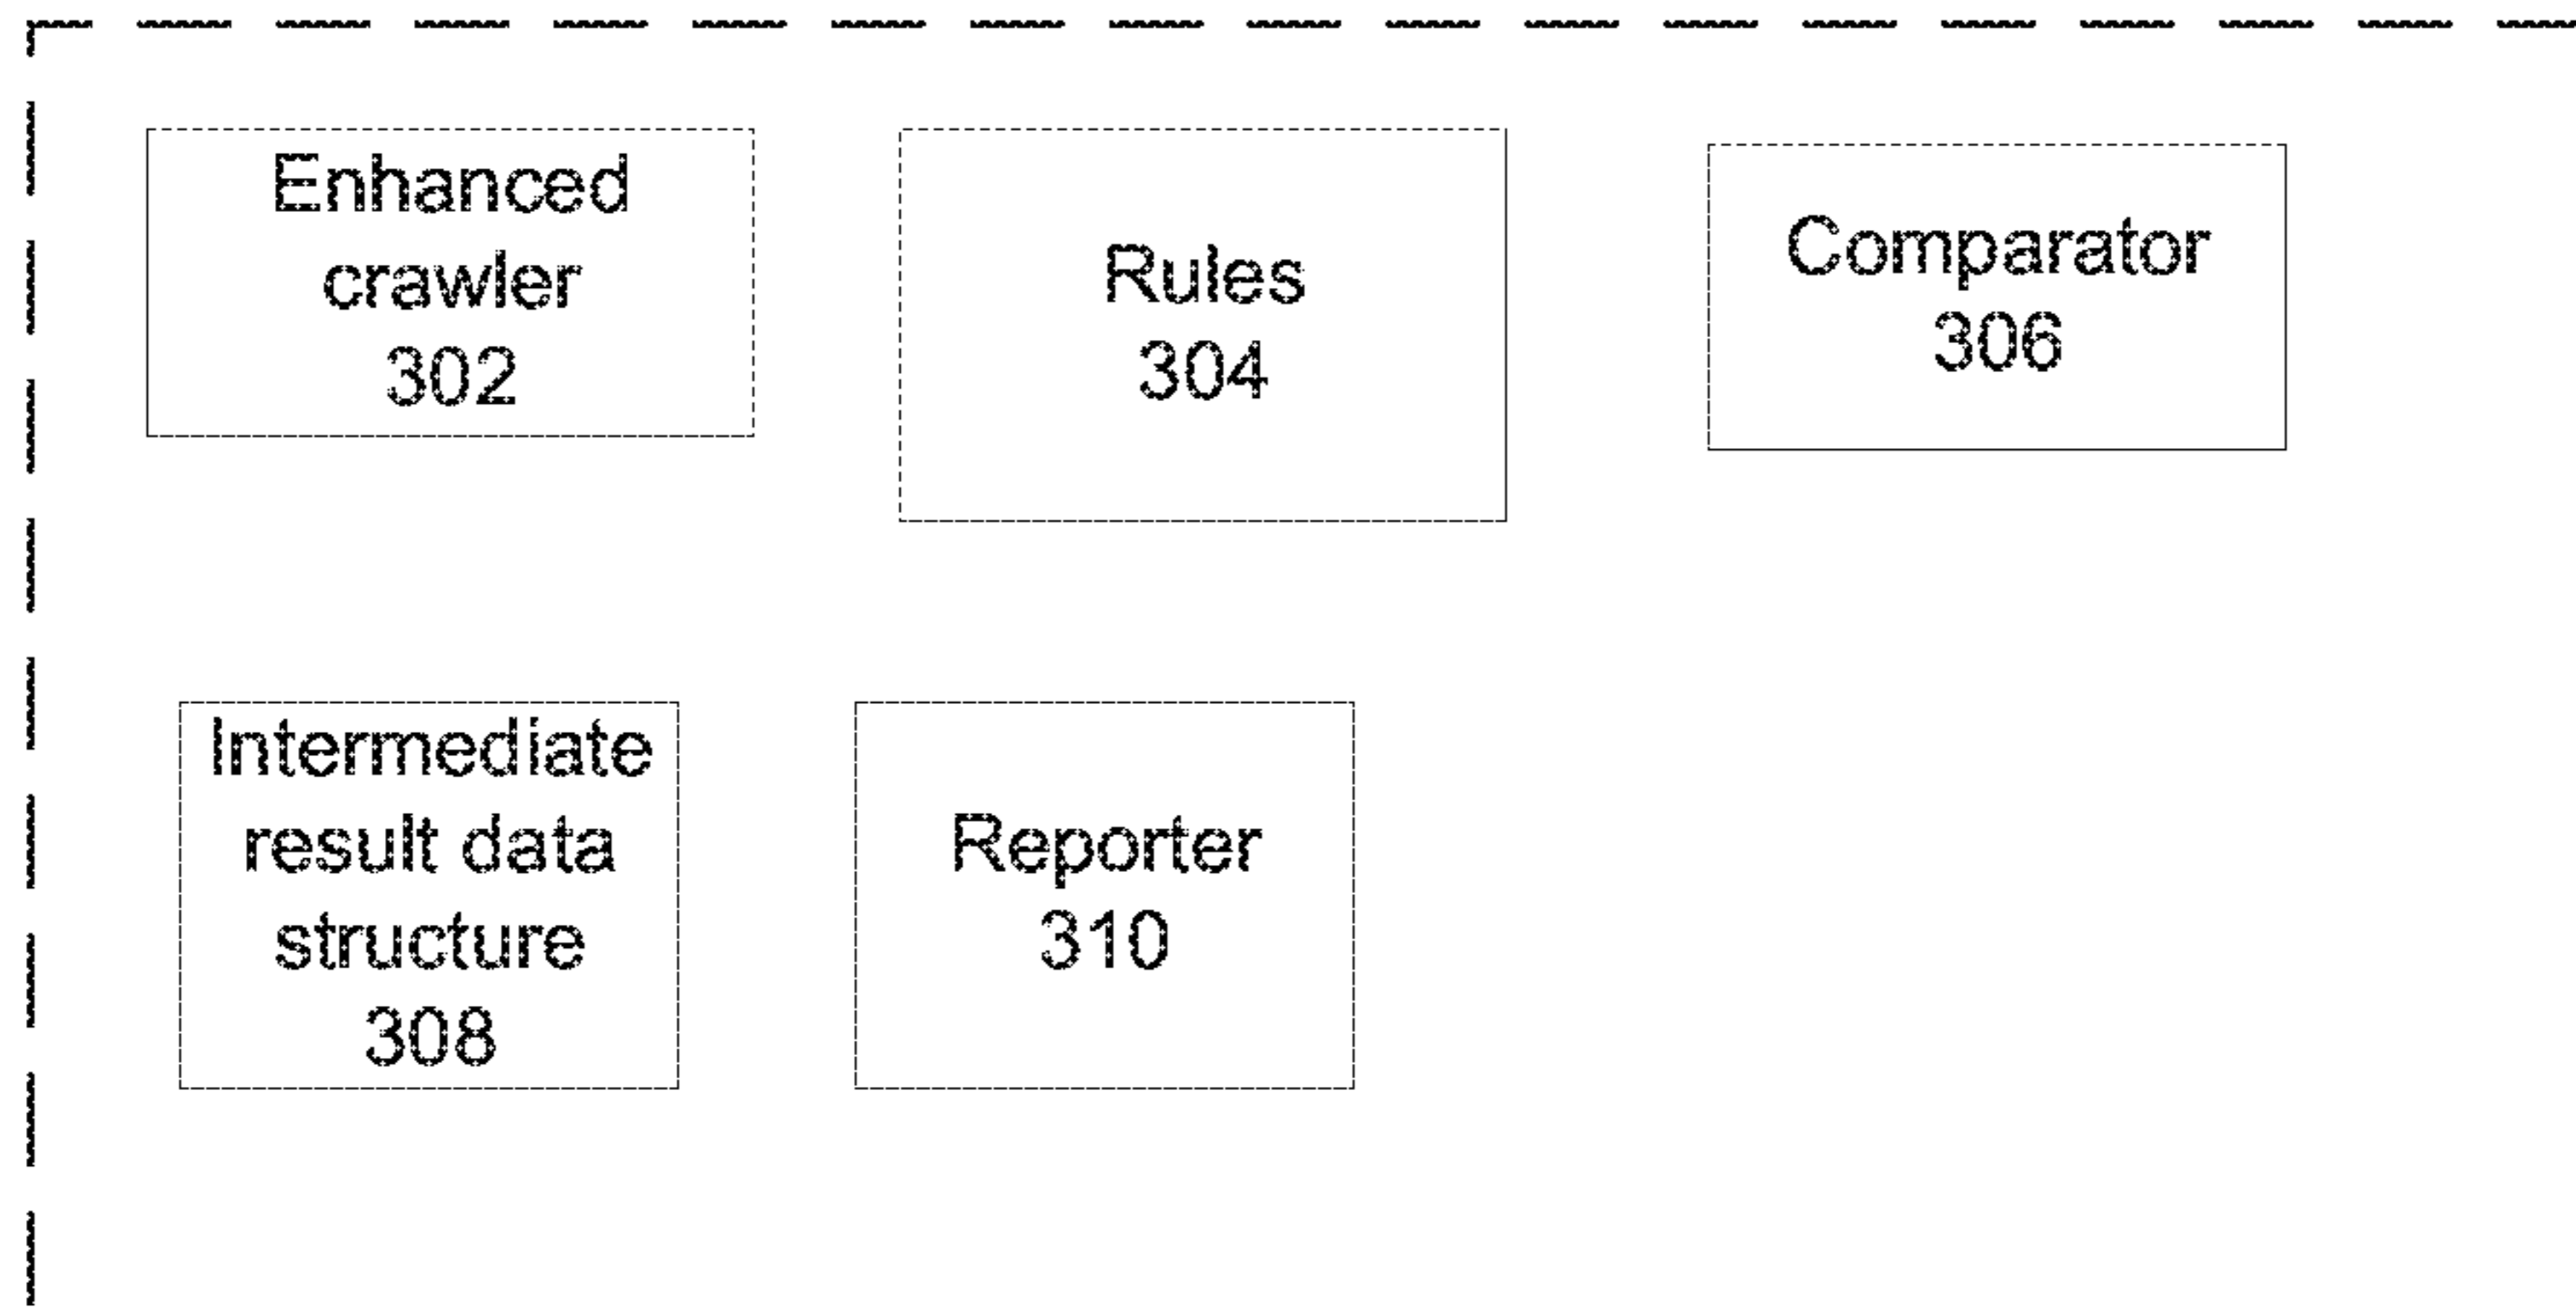 Enhanced
crawler
302
Rules
304
Comparator
306
Intermediate
result data
structure
308
Reporter
310